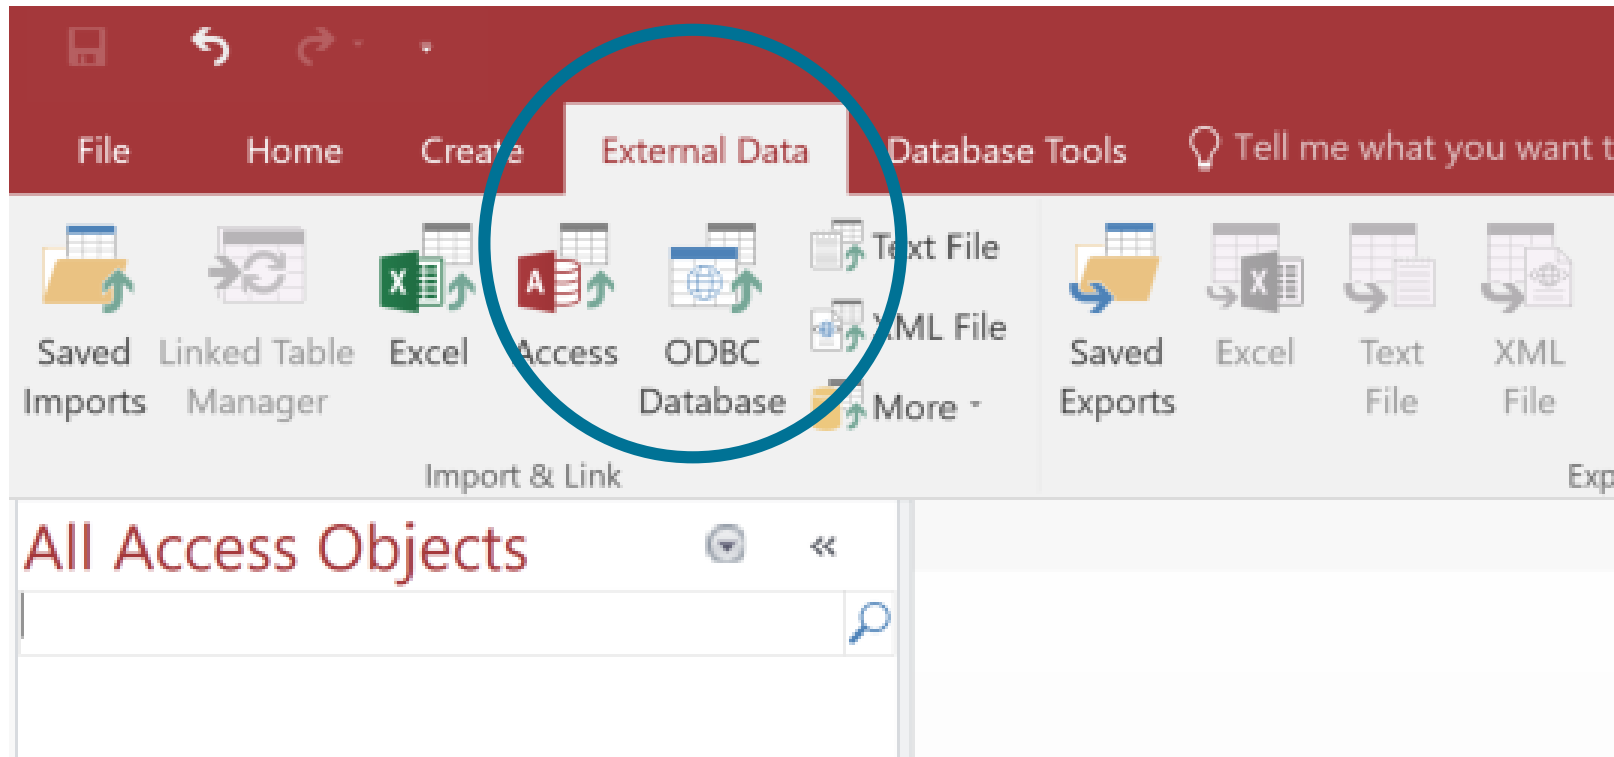 File Home Create External Data Database Tools Tell me what you want t
Saved Imports
Linked Table Manager
X
Excel
A
Access
ODBC Database
Text File
XML File
More
Saved Exports
X
Excel
Text File
XML File
Import & Link
Exp
All Access Objects